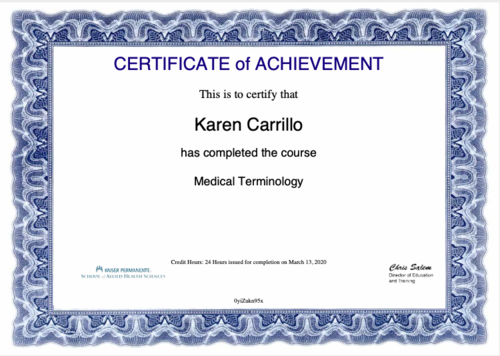 CERTIFICATE of ACHIEVEMENT
This is to certify that
Karen Carrillo
has completed the course
Medical Terminology
Credit Hours: 24 Hours issued for completion on March 13, 2020
KAISER PERMANENTE.
SCHOOL of ALLIED HEALTH SCIENCES
Chris Salem
Director of Education
and Training
0yiZukn95x